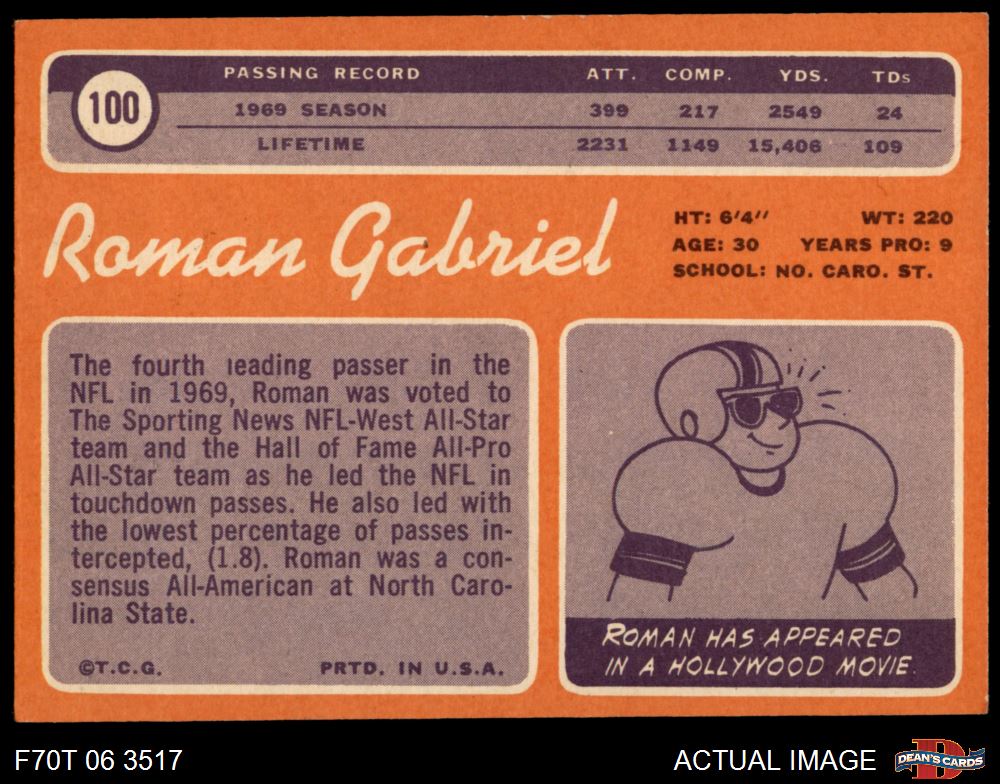 100
PASSING RECORD ATT. COMP. YDS. TDs
1969 SEASON 399 217 2549 24
LIFETIME 2231 1149 15,406 109
Roman Gabriel
HT: 6'4" WT: 220
AGE: 30 YEARS PRO: 9
SCHOOL: NO. CARO. ST.
The fourth leading passer in the
NFL in 1969, Roman was voted to
The Sporting News NFL-West All-Star
team and the Hall of Fame All-Pro
All-Star team as he led the NFL in
touchdown passes. He also led with
the lowest percentage of passes in-
tercepted, (1.8). Roman was a con-
sensus All-American at North Caro-
lina State.
©T.C.G. PRTD. IN U.S.A.
ROMAN HAS APPEARED
IN A HOLLYWOOD MOVIE.
F70T 06 3517
ACTUAL IMAGE
D
DEAN'S CARDS